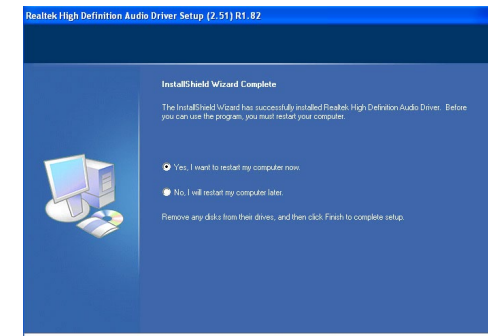 Realtek High Definition Audio Driver Setup (2.51) R1.82
InstallShield Wizard Complete
The InstallShield Wizard has successfully installed Realtek High Definition Audio Driver. Before
you can use the program, you must restart your computer.
Yes, I want to restart my computer now.
No, I will restart my computer later.
Remove any disks from their drives, and then click Finish to complete setup.